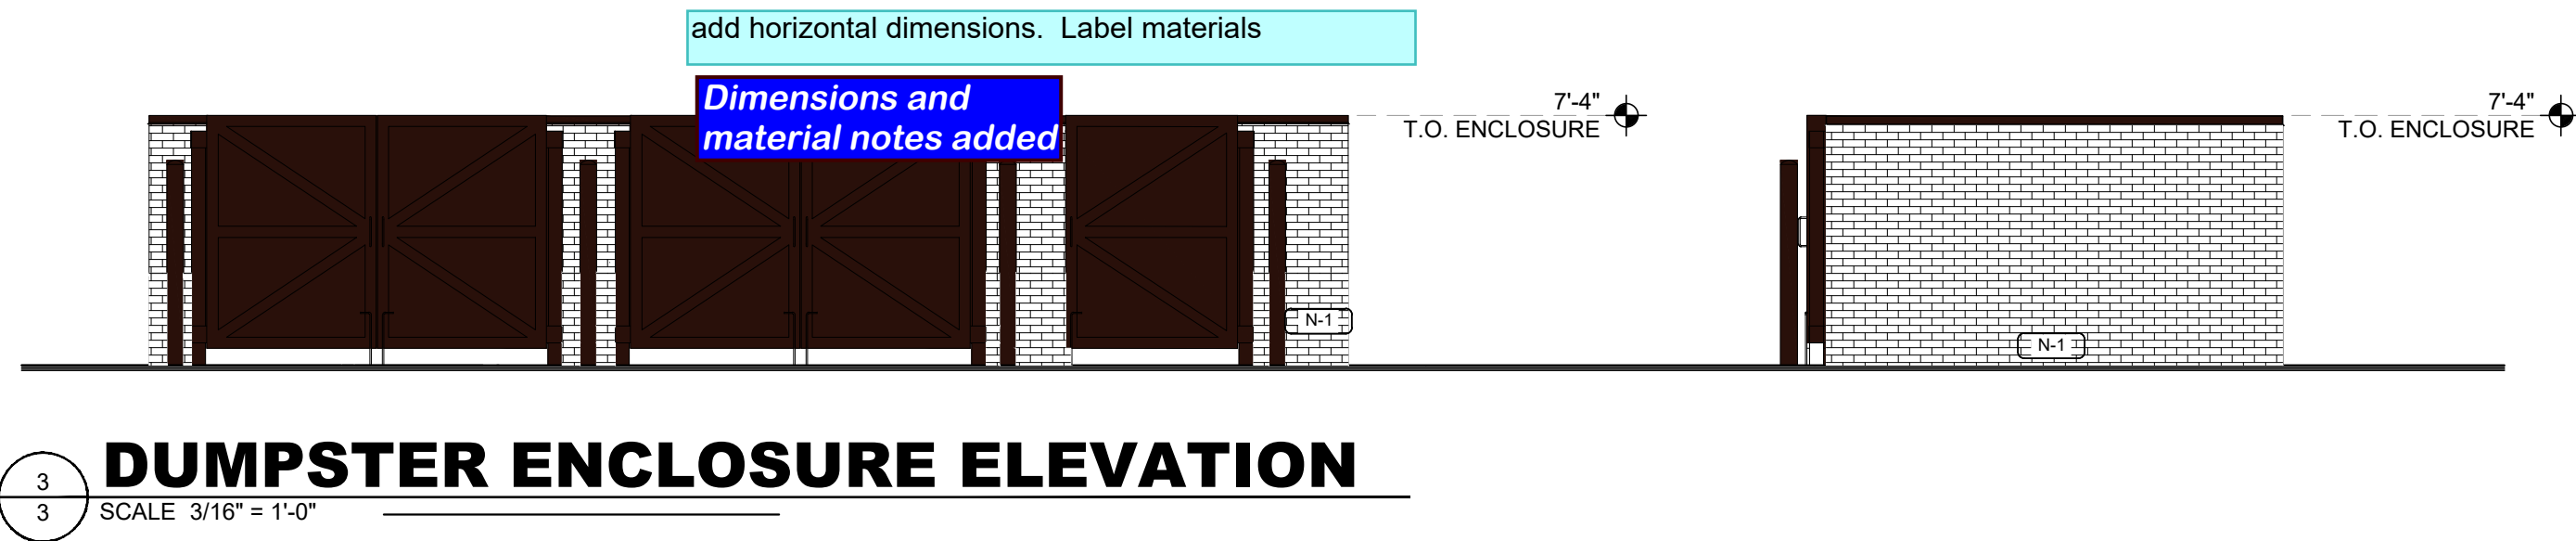 add horizontal dimensions.  Label materials
Dimensions and
material notes added
7'-4"
T.O. ENCLOSURE
7'-4"
T.O. ENCLOSURE
N-1
N-1
3
3
DUMPSTER ENCLOSURE ELEVATION
SCALE  3/16" = 1'-0"